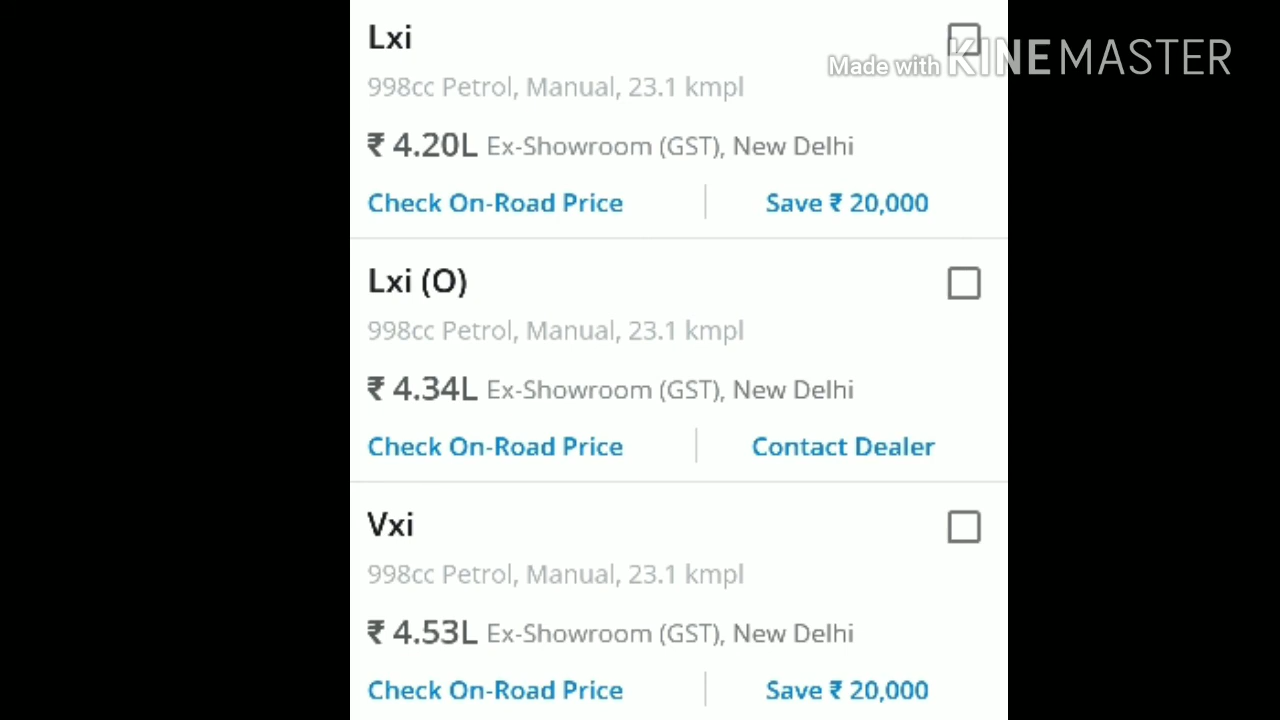 Lxi
Made with KINEMASTER
998cc Petrol, Manual, 23.1 kmpl
₹ 4.20L Ex-Showroom (GST), New Delhi
Check On-Road Price Save ₹ 20,000
Lxi (O)
998cc Petrol, Manual, 23.1 kmpl
₹ 4.34L Ex-Showroom (GST), New Delhi
Check On-Road Price Contact Dealer
Vxi
998cc Petrol, Manual, 23.1 kmpl
₹ 4.53L Ex-Showroom (GST), New Delhi
Check On-Road Price Save ₹ 20,000